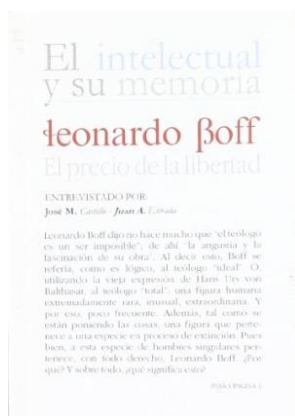 El intelectual
y su memoria
leonardo Boff
El precio de la libertad
ENTREVISTADO POR:
José M. Castillo - Juan A. Estrada
Leonardo Boff dijo no hace mucho que "el teólogo
es un ser imposible"; de ahí "la angustia y la
fascinación de su obra". Al decir esto, Boff se
refería, como es lógico, al teólogo "ideal". O,
utilizando la vieja expresión de Hans Urs von
Balthasar, al teólogo "total": una figura humana
extremadamente rara, inusual, extraordinaria. Y
por eso, poco frecuente. Además, tal como se
están poniendo las cosas, una figura que perte-
nece a una especie en proceso de extinción. Pues
bien, a esta especie de hombres singulares per-
tenece, con todo derecho, Leonardo Boff. ¿Por
qué? Y sobre todo, ¿qué significa esto?
PASA A PÁGINA 5